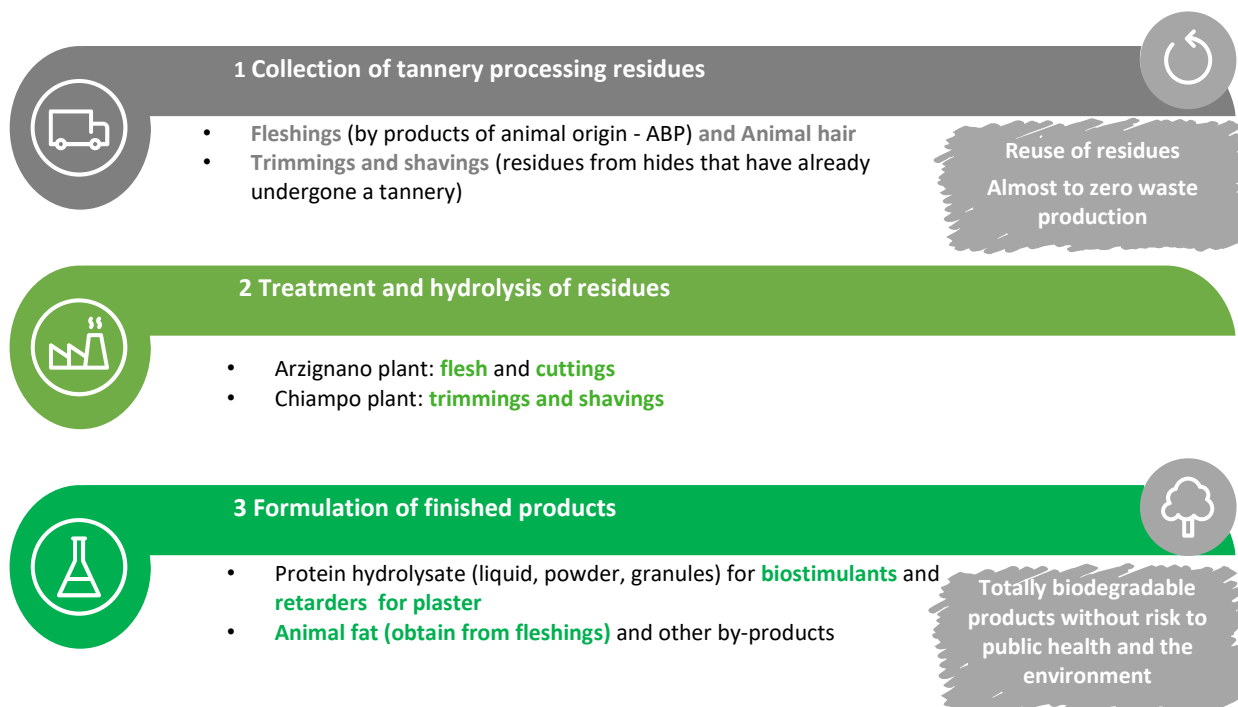 1 Collection of tannery processing residues
• Fleshings (by products of animal origin - ABP) and Animal hair
• Trimmings and shavings (residues from hides that have already
undergone a tannery)
Reuse of residues
Almost to zero waste
production
2 Treatment and hydrolysis of residues
• Arzignano plant: flesh and cuttings
• Chiampo plant: trimmings and shavings
3 Formulation of finished products
• Protein hydrolysate (liquid, powder, granules) for biostimulants and
retarders for plaster
• Animal fat (obtain from fleshings) and other by-products
Totally biodegradable
products without risk to
public health and the
environment